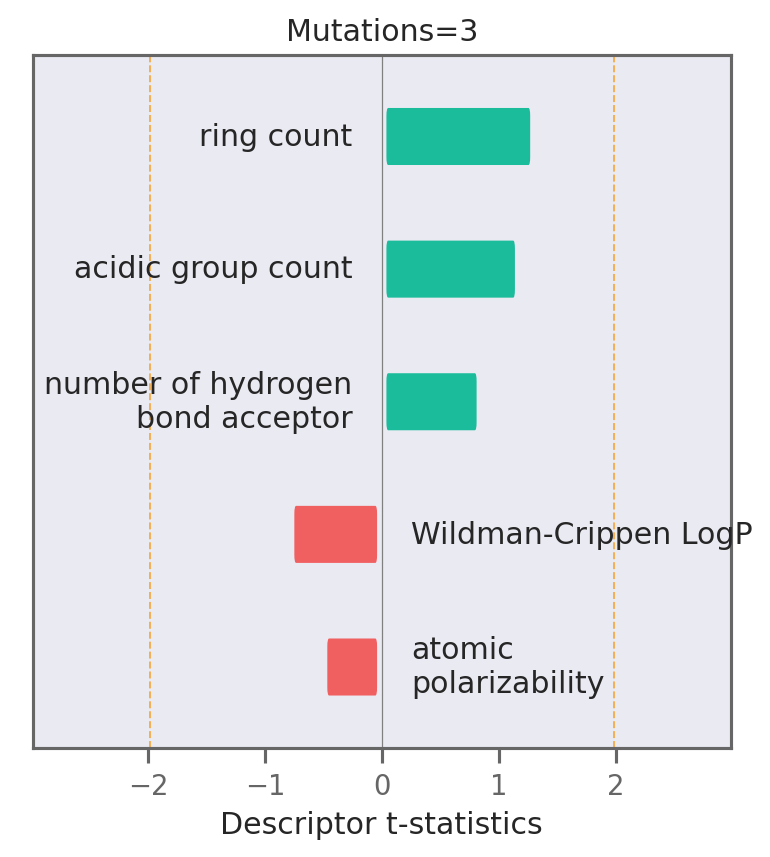 Mutations=3
ring count
acidic group count
number of hydrogen
bond acceptor
Wildman-Crippen LogP
atomic
polarizability
−2 −1 0 1 2
Descriptor t-statistics